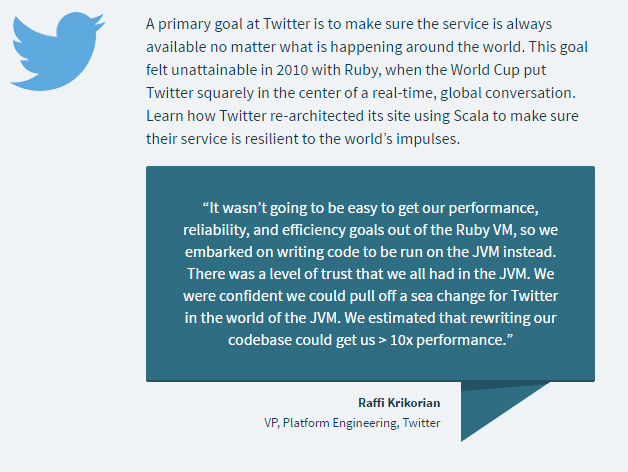 A primary goal at Twitter is to make sure the service is always
available no matter what is happening around the world. This goal
felt unattainable in 2010 with Ruby, when the World Cup put
Twitter squarely in the center of a real-time, global conversation.
Learn how Twitter re-architected its site using Scala to make sure
their service is resilient to the world’s impulses.
“It wasn’t going to be easy to get our performance,
reliability, and efficiency goals out of the Ruby VM, so we
embarked on writing code to be run on the JVM instead.
There was a level of trust that we all had in the JVM. We
were confident we could pull off a sea change for Twitter
in the world of the JVM. We estimated that rewriting our
codebase could get us > 10x performance.”
Raffi Krikorian
VP, Platform Engineering, Twitter